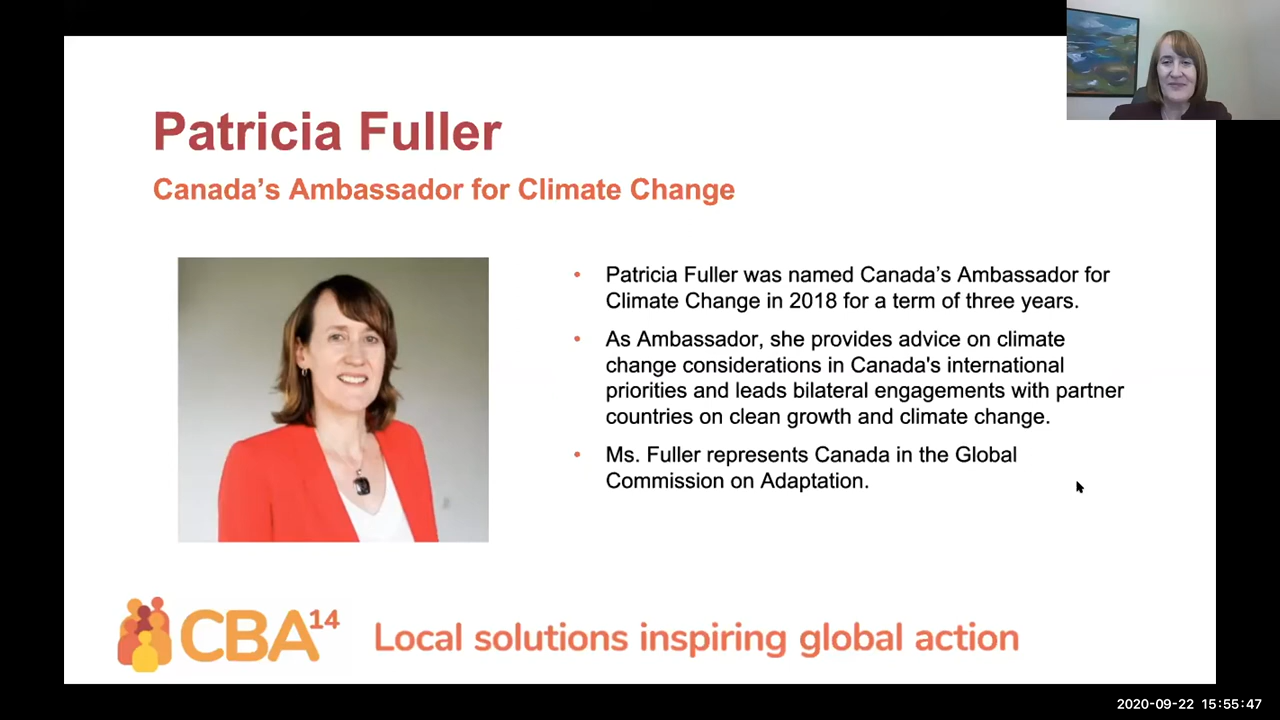 Patricia Fuller
Canada’s Ambassador for Climate Change
• Patricia Fuller was named Canada’s Ambassador for
Climate Change in 2018 for a term of three years.
• As Ambassador, she provides advice on climate
change considerations in Canada's international
priorities and leads bilateral engagements with partner
countries on clean growth and climate change.
• Ms. Fuller represents Canada in the Global
Commission on Adaptation.
CBA14 Local solutions inspiring global action
2020-09-22 15:55:47